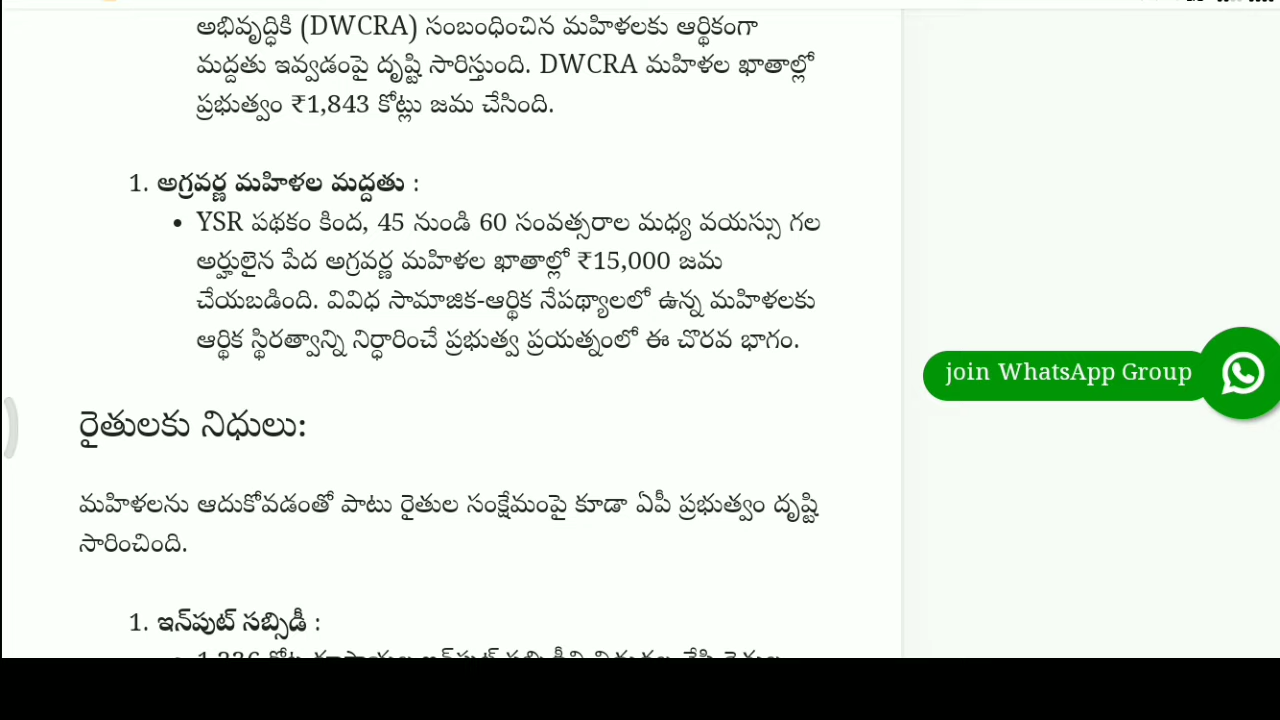 అభివృద్ధికి (DWCRA) సంబంధించిన మహిళలకు ఆర్థికంగా
మద్దతు ఇవ్వడంపై దృష్టి సారిస్తుంది. DWCRA మహిళల ఖాతాల్లో
ప్రభుత్వం ₹1,843 కోట్లు జమ చేసింది.
1. అగ్రవర్ణ మహిళల మద్దతు :
• YSR పథకం కింద, 45 నుండి 60 సంవత్సరాల మధ్య వయస్సు గల
అర్హులైన పేద అగ్రవర్ణ మహిళల ఖాతాల్లో ₹15,000 జమ
చేయబడింది. వివిధ సామాజిక-ఆర్థిక నేపథ్యాలలో ఉన్న మహిళలకు
ఆర్థిక స్థిరత్వాన్ని నిర్ధారించే ప్రభుత్వ ప్రయత్నంలో ఈ చొరవ భాగం.
join WhatsApp Group
రైతులకు నిధులు:
మహిళలను ఆదుకోవడంతో పాటు రైతుల సంక్షేమంపై కూడా ఏపీ ప్రభుత్వం దృష్టి
సారించింది.
1. ఇన్‌పుట్ సబ్సిడీ :